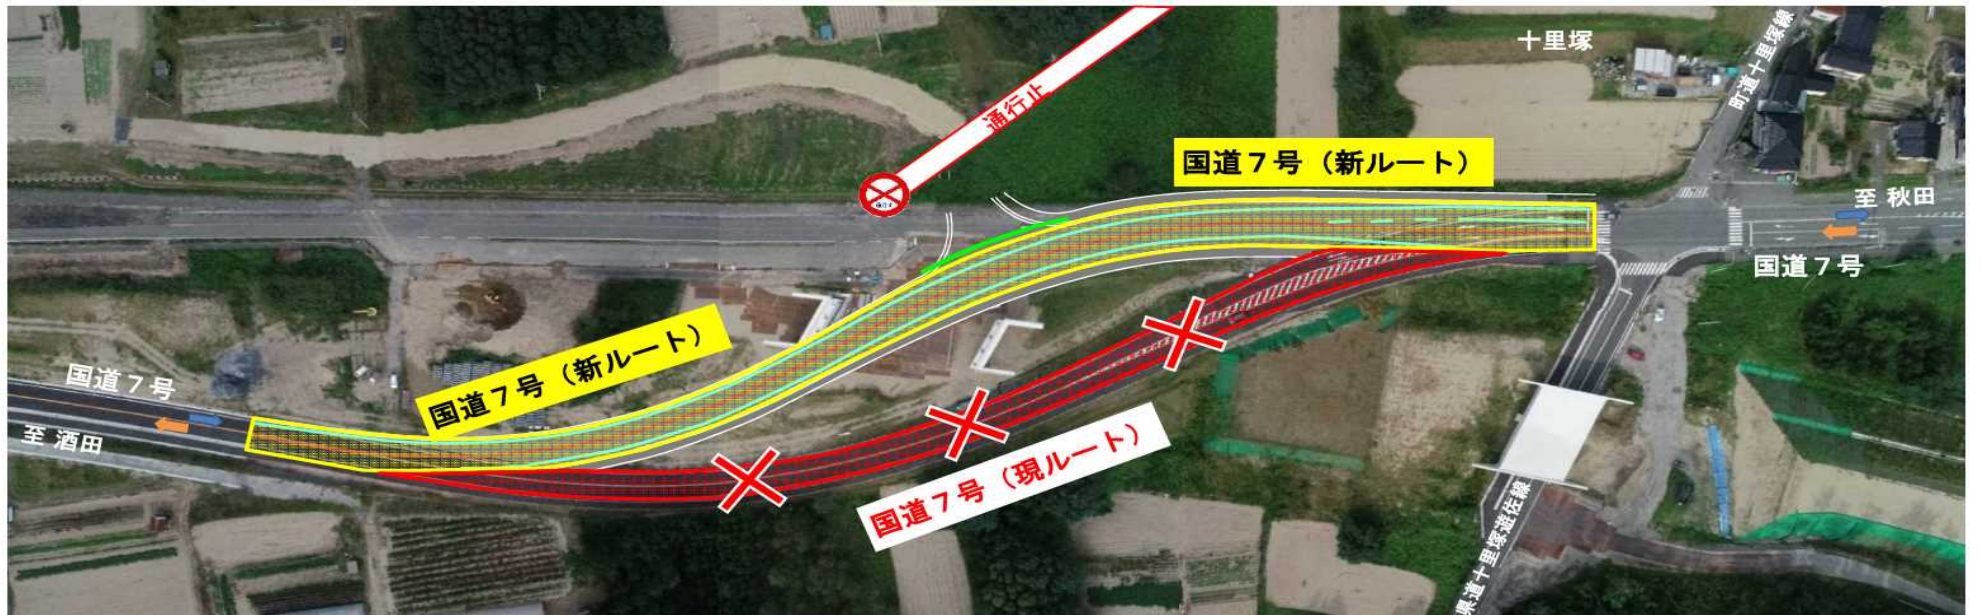 十里塚
町道十里塚線
通行止
国道７号（新ルート）
至 秋田
国道７号
国道７号（新ルート）
国道７号
至 酒田
国道７号（現ルート）
県道十里塚遊佐線